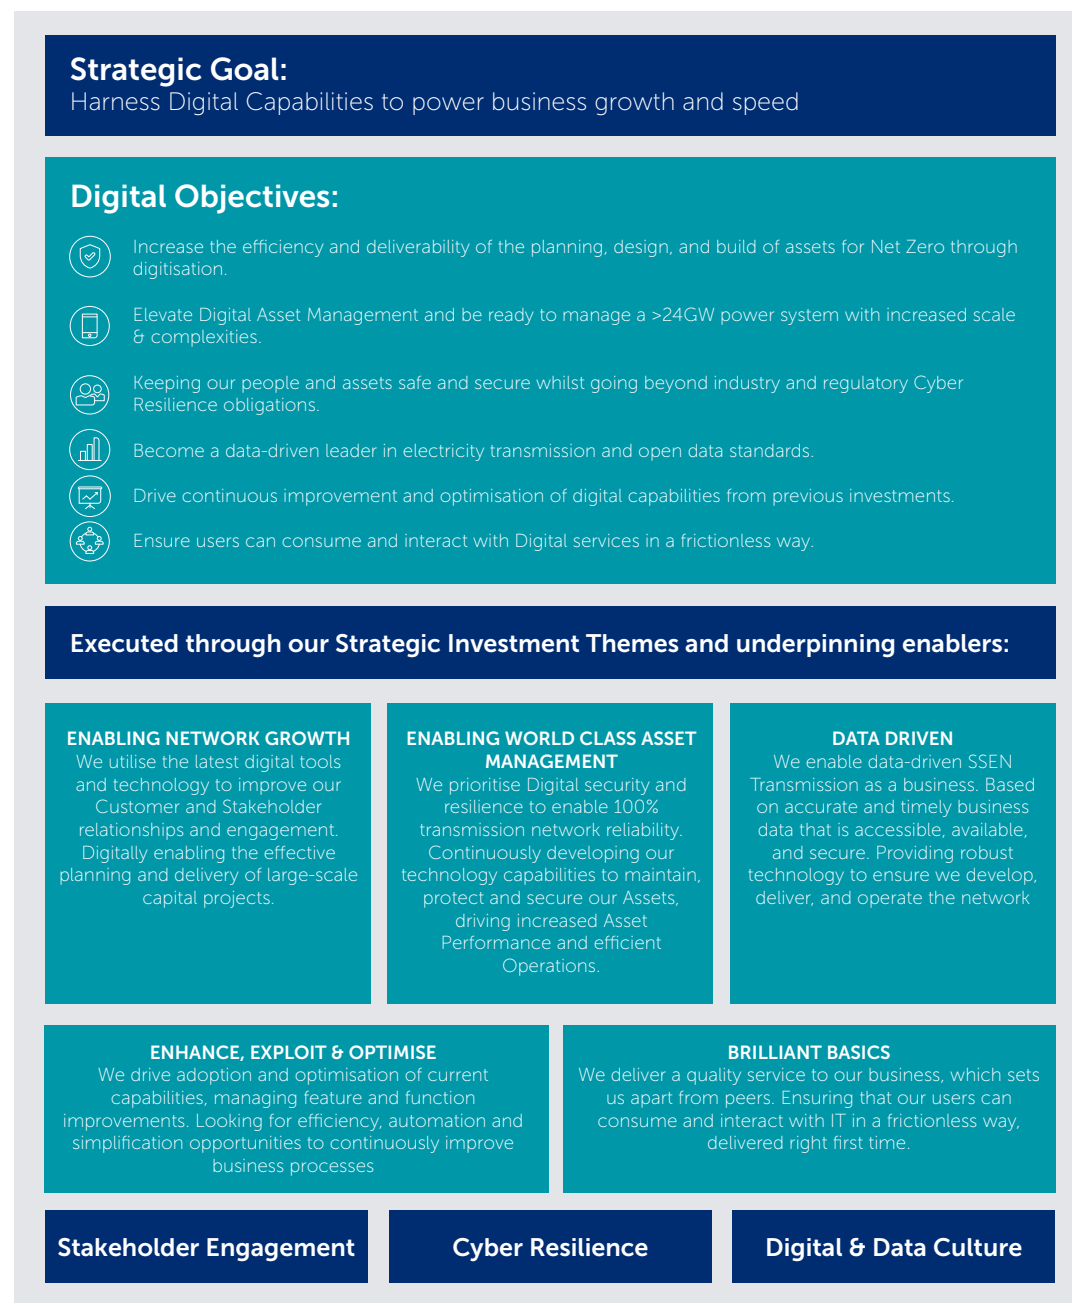 Strategic Goal:
Harness Digital Capabilities to power business growth and speed
Digital Objectives:
Increase the efficiency and deliverability of the planning, design, and build of assets for Net Zero through
digitisation.
Elevate Digital Asset Management and be ready to manage a >24GW power system with increased scale
& complexities.
Keeping our people and assets safe and secure whilst going beyond industry and regulatory Cyber
Resilience obligations.
Become a data-driven leader in electricity transmission and open data standards.
Drive continuous improvement and optimisation of digital capabilities from previous investments.
Ensure users can consume and interact with Digital services in a frictionless way.
Executed through our Strategic Investment Themes and underpinning enablers:
ENABLING NETWORK GROWTH
We utilise the latest digital tools
and technology to improve our
Customer and Stakeholder
relationships and engagement.
Digitally enabling the effective
planning and delivery of large-scale
capital projects.
ENABLING WORLD CLASS ASSET
MANAGEMENT
We prioritise Digital security and
resilience to enable 100%
transmission network reliability.
Continuously developing our
technology capabilities to maintain,
protect and secure our Assets,
driving increased Asset
Performance and efficient
Operations.
DATA DRIVEN
We enable data-driven SSEN
Transmission as a business. Based
on accurate and timely business
data that is accessible, available,
and secure. Providing robust
technology to ensure we develop,
deliver, and operate the network
ENHANCE, EXPLOIT & OPTIMISE
We drive adoption and optimisation of current
capabilities, managing feature and function
improvements. Looking for efficiency, automation and
simplification opportunities to continuously improve
business processes
BRILLIANT BASICS
We deliver a quality service to our business, which sets
us apart from peers. Ensuring that our users can
consume and interact with IT in a frictionless way,
delivered right first time.
Stakeholder Engagement
Cyber Resilience
Digital & Data Culture